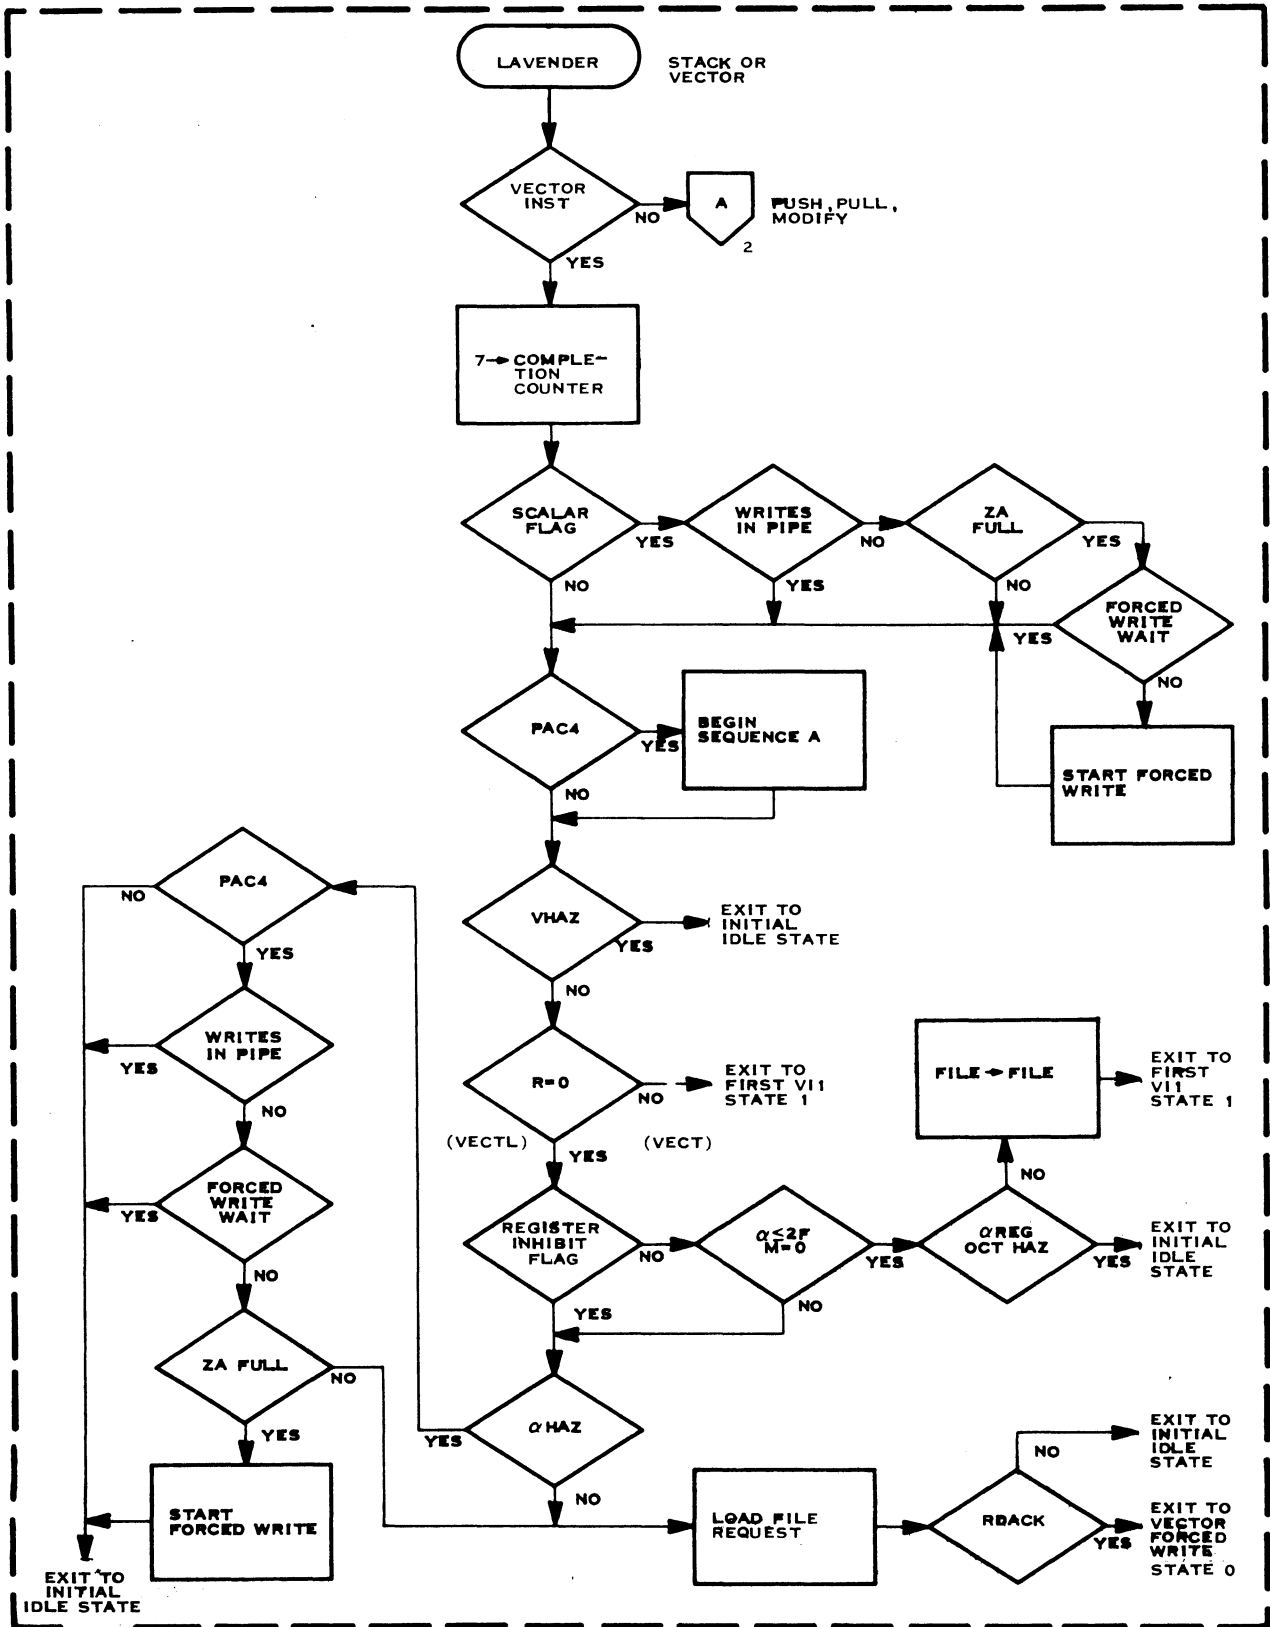 LAVENDER
STACK OR
VECTOR
VECTOR
INST
NO
A
2
PUSH, PULL,
MODIFY
YES
7→COMPLE-
TION
COUNTER
SCALAR
FLAG
YES
WRITES
IN PIPE
NO
ZA
FULL
YES
NO
YES
NO
FORCED
WRITE
WAIT
YES
NO
PAC4
YES
BEGIN
SEQUENCE A
START FORCED
WRITE
NO
PAC4
NO
YES
VHAZ
YES
EXIT TO
INITIAL
IDLE STATE
NO
WRITES
IN PIPE
YES
NO
R=0
NO
EXIT TO
FIRST VI1
STATE 1
(VECTL)
(VECT)
YES
FILE→FILE
EXIT TO
FIRST
VI1
STATE 1
NO
FORCED
WRITE
WAIT
YES
NO
REGISTER
INHIBIT
FLAG
NO
α≤2F
M=0
YES
αREG
OCT HAZ
YES
EXIT TO
INITIAL
IDLE
STATE
YES
NO
ZA FULL
NO
YES
α HAZ
YES
NO
START
FORCED WRITE
LOAD FILE
REQUEST
RDACK
NO
EXIT TO
INITIAL
IDLE
STATE
YES
EXIT TO
VECTOR
FORCED
WRITE
STATE 0
EXIT TO
INITIAL
IDLE STATE